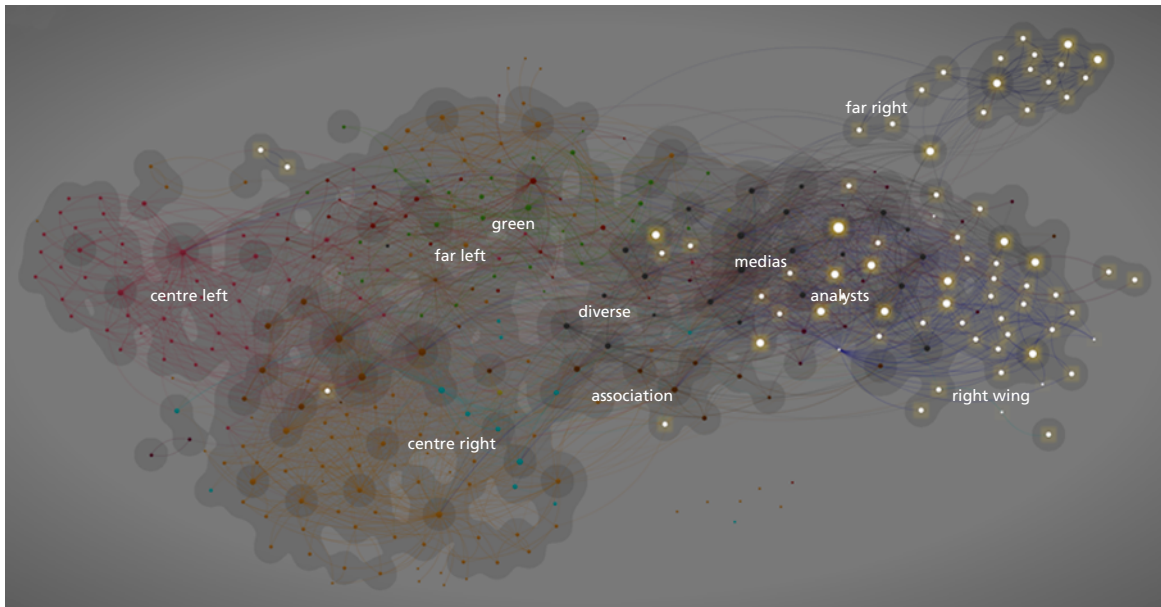 far right
green
far left
medias
centre left
analysts
diverse
association
right wing
centre right